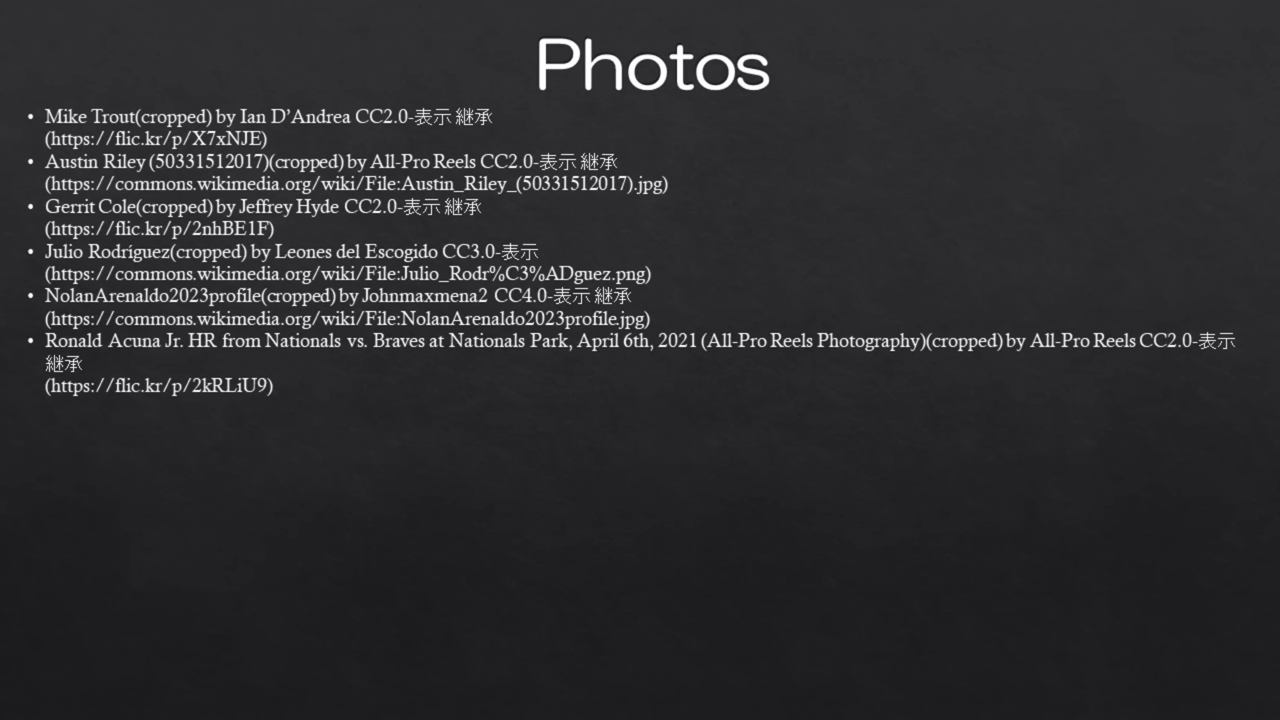 Photos
• Mike Trout(cropped) by Ian D’Andrea CC2.0-表示 継承
(https://flic.kr/p/X7xNJE)
• Austin Riley (50331512017)(cropped) by All-Pro Reels CC2.0-表示 継承
(https://commons.wikimedia.org/wiki/File:Austin_Riley_(50331512017).jpg)
• Gerrit Cole(cropped) by Jeffrey Hyde CC2.0-表示 継承
(https://flic.kr/p/2nhBE1F)
• Julio Rodríguez(cropped) by Leones del Escogido CC3.0-表示
(https://commons.wikimedia.org/wiki/File:Julio_Rodr%C3%ADguez.png)
• NolanArenaldo2023profile(cropped) by Johnmaxmena2 CC4.0-表示 継承
(https://commons.wikimedia.org/wiki/File:NolanArenaldo2023profile.jpg)
• Ronald Acuna Jr. HR from Nationals vs. Braves at Nationals Park, April 6th, 2021 (All-Pro Reels Photography)(cropped) by All-Pro Reels CC2.0-表示
継承
(https://flic.kr/p/2kRLiU9)